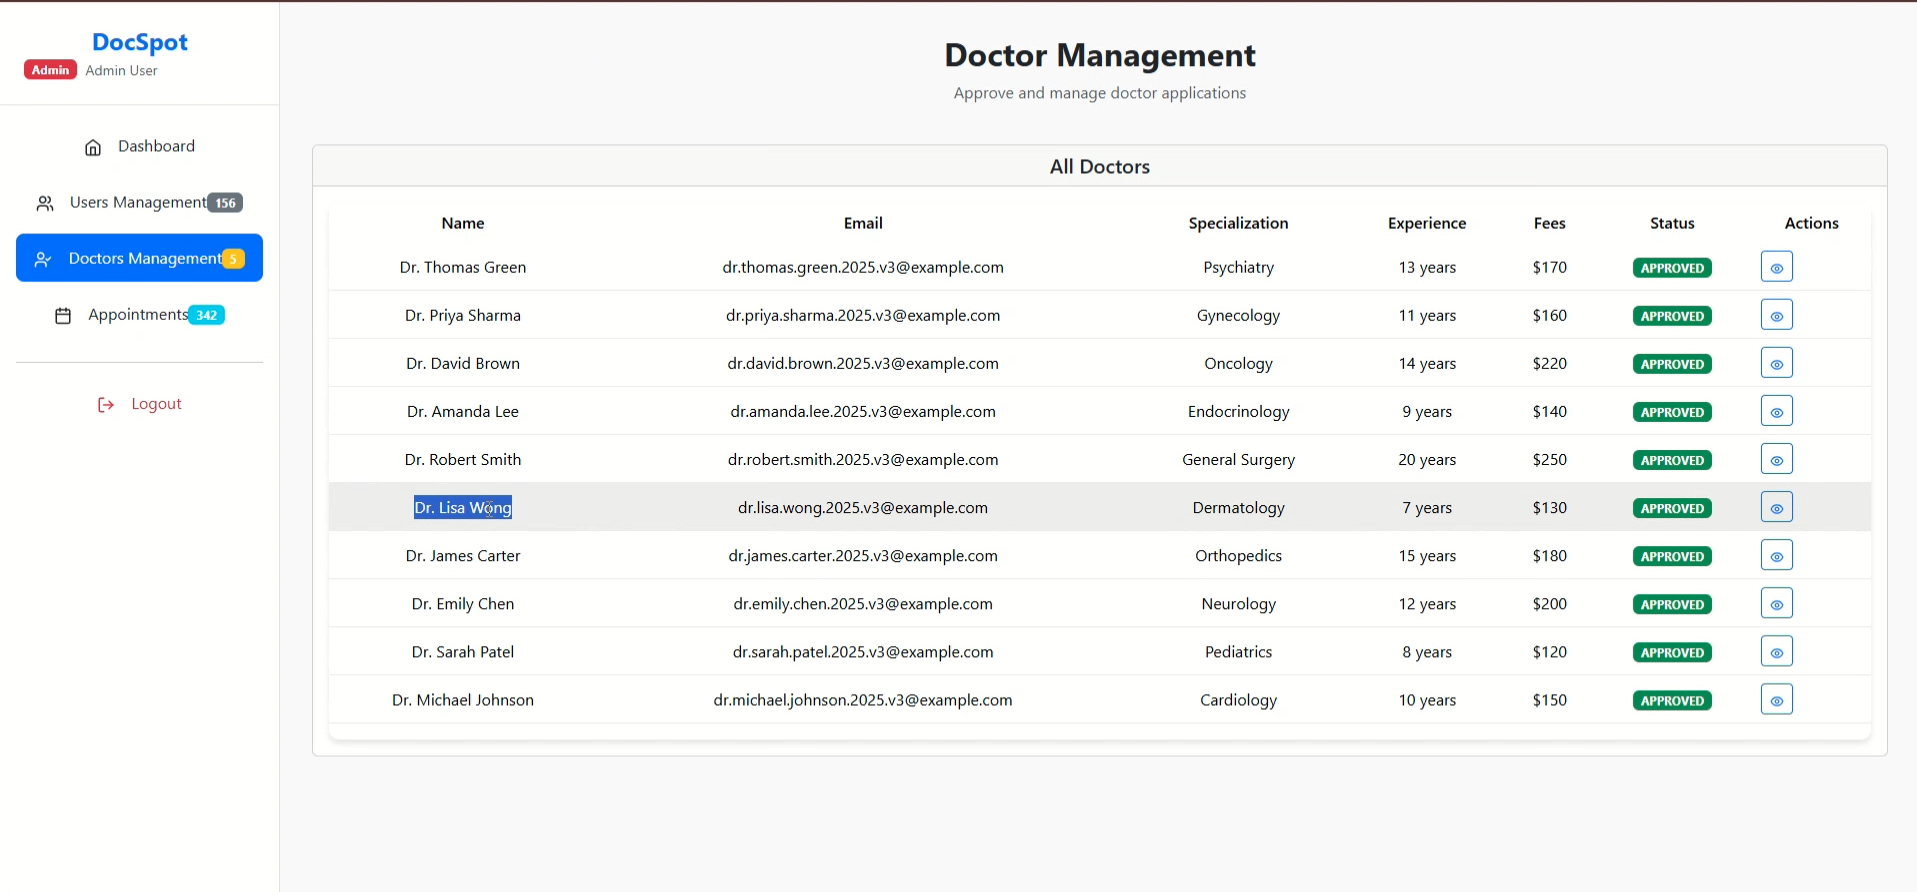 DocSpot
Admin Admin User
Dashboard
Users Management 156
Doctors Management 5
Appointments 342
Logout
Doctor Management
Approve and manage doctor applications
All Doctors
Name Email Specialization Experience Fees Status Actions
Dr. Thomas Green dr.thomas.green.2025.v3@example.com Psychiatry 13 years $170 APPROVED
Dr. Priya Sharma dr.priya.sharma.2025.v3@example.com Gynecology 11 years $160 APPROVED
Dr. David Brown dr.david.brown.2025.v3@example.com Oncology 14 years $220 APPROVED
Dr. Amanda Lee dr.amanda.lee.2025.v3@example.com Endocrinology 9 years $140 APPROVED
Dr. Robert Smith dr.robert.smith.2025.v3@example.com General Surgery 20 years $250 APPROVED
Dr. Lisa Wong dr.lisa.wong.2025.v3@example.com Dermatology 7 years $130 APPROVED
Dr. James Carter dr.james.carter.2025.v3@example.com Orthopedics 15 years $180 APPROVED
Dr. Emily Chen dr.emily.chen.2025.v3@example.com Neurology 12 years $200 APPROVED
Dr. Sarah Patel dr.sarah.patel.2025.v3@example.com Pediatrics 8 years $120 APPROVED
Dr. Michael Johnson dr.michael.johnson.2025.v3@example.com Cardiology 10 years $150 APPROVED